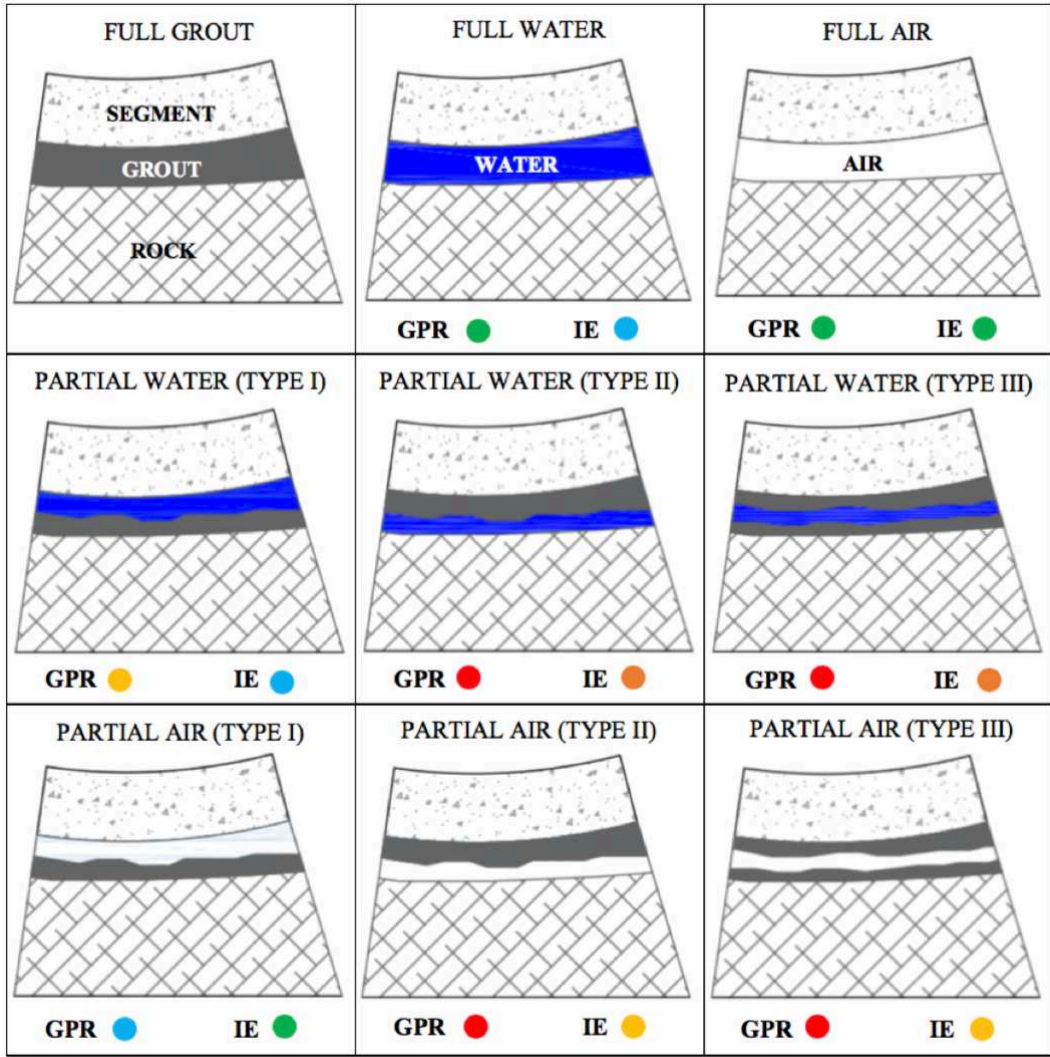 FULL GROUT
SEGMENT
GROUT
ROCK
FULL WATER
WATER
GPR IE
FULL AIR
AIR
GPR IE
PARTIAL WATER (TYPE I)
GPR IE
PARTIAL WATER (TYPE II)
GPR IE
PARTIAL WATER (TYPE III)
GPR IE
PARTIAL AIR (TYPE I)
GPR IE
PARTIAL AIR (TYPE II)
GPR IE
PARTIAL AIR (TYPE III)
GPR IE